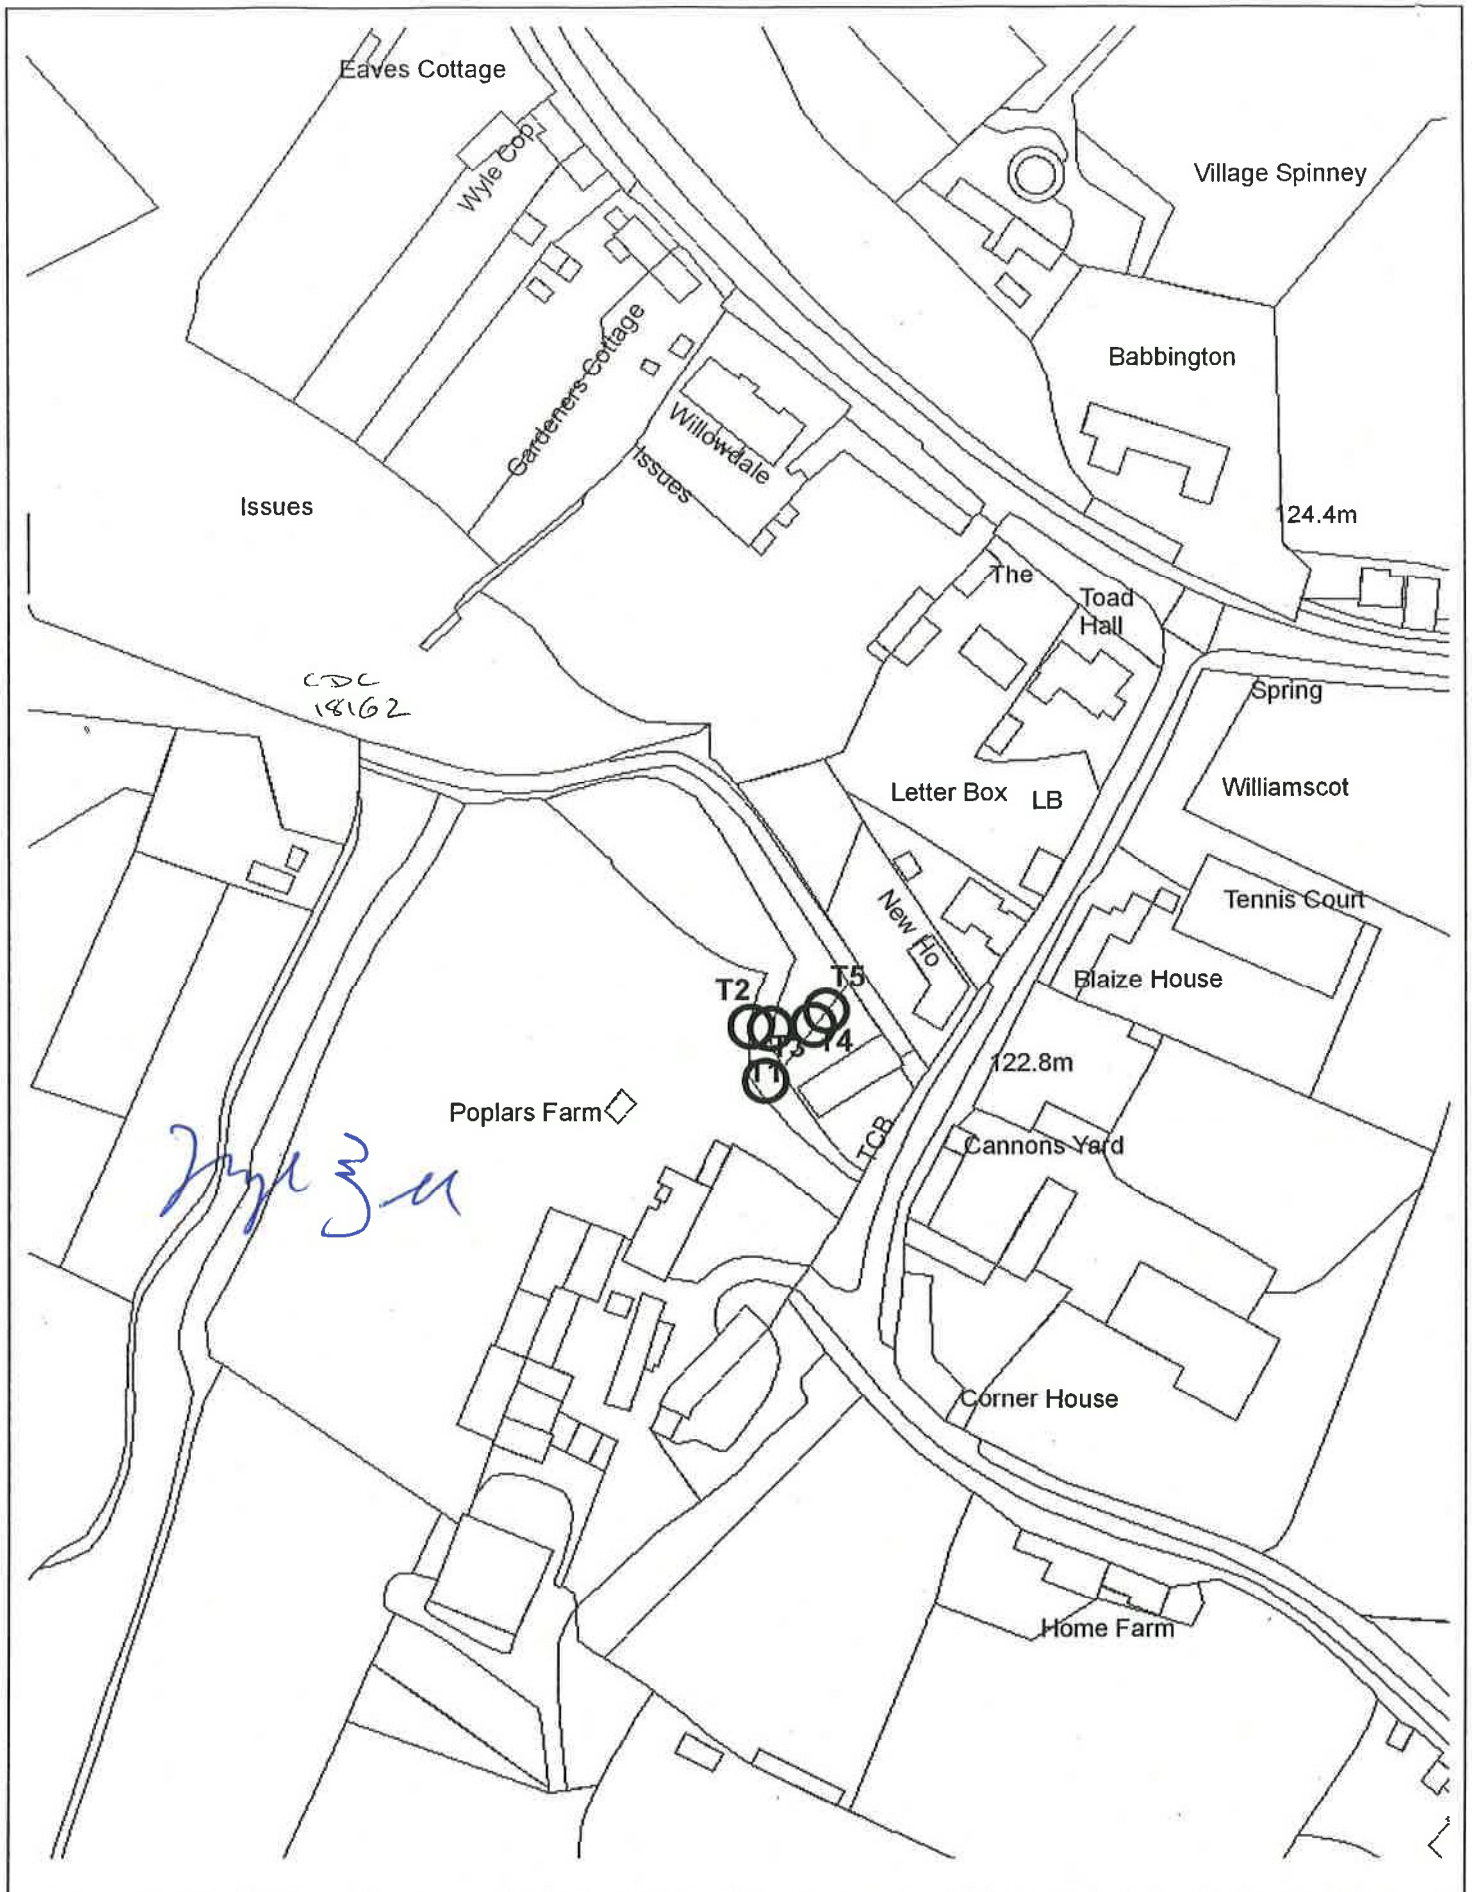 Eaves Cottage
Wyle Cop
Village Spinney
Gardeners Cottage
Babbington
Willowdale
Issues
Issues
124.4m
The
Toad
Hall
CDC
18162
Spring
Letter Box
LB
Williamscot
New Ho
Tennis Court
T5
T2
Blaize House
T3
T4
T1
122.8m
Poplars Farm
TCB
Cannons Yard
Corner House
Home Farm